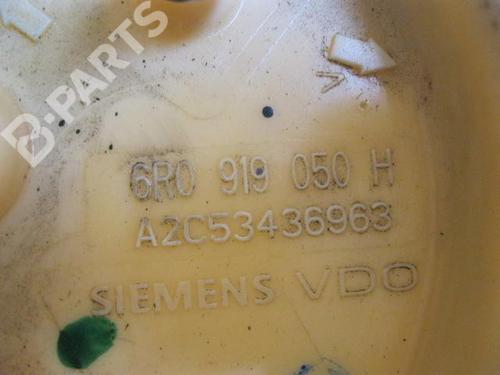 B-PARTS
6R0 919 050 H
A2C53436963
SIEMENS VDO